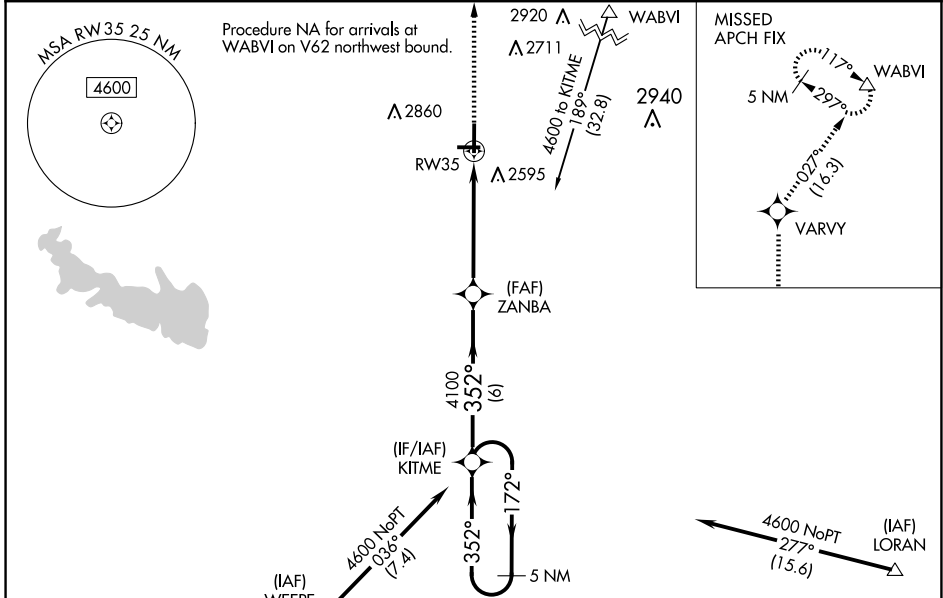 MSA RW35 25 NM
4600
Procedure NA for arrivals at
WABVI on V62 northwest bound.
2920
WABVI
2711
2860
4600 to KITME
189°
(32.8)
2940
RW35
2595
MISSED
APCH FIX
117°
WABVI
5 NM
297°
027°
(16.3)
VARVY
(FAF)
ZANBA
4100
352°
(6)
(IF/IAF)
KITME
172°
352°
5 NM
4600 NoPT
036°
(7.4)
(IAF)
4600 NoPT
277°
(15.6)
(IAF)
LORAN